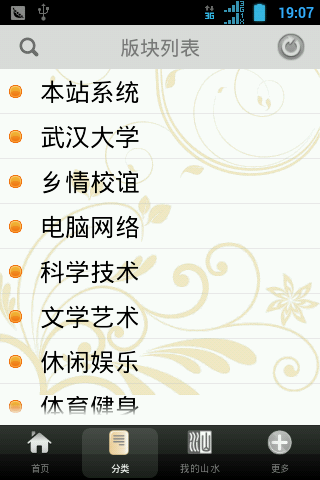 3G
3G1X
19:07
版块列表
本站系统
武汉大学
乡情校谊
电脑网络
科学技术
文学艺术
休闲娱乐
体育健身
首页
分类
我的山水
更多